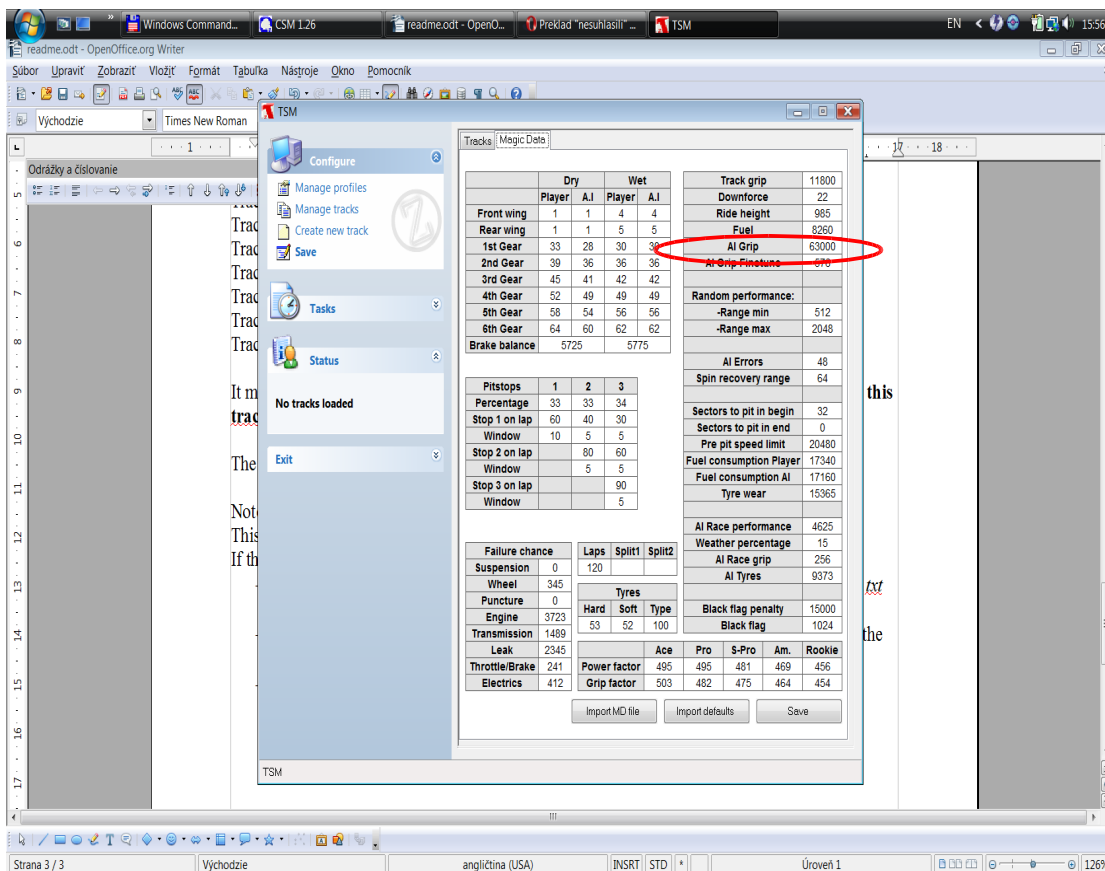 Windows Command...
CSM 1.26
readme.odt - OpenO...
Preklad "nesuhlasili" ...
TSM
EN
15:56
readme.odt - OpenOffice.org Writer
Súbor Upraviť Zobraziť Vložiť Formát Tabuľka Nástroje Okno Pomocník
Východzie
Times New Roman
Odrážky a číslovanie
1
17
18
Trac
Trac
Trac
Trac
Trac
Trac
It m
this
trac
The
Not
This
If th
txt
the
TSM
Configure
Manage profiles
Manage tracks
Create new track
Save
Tasks
Status
No tracks loaded
Exit
Tracks Magic Data
Dry Wet
Player A.I Player A.I
Front wing 1 1 4 4
Rear wing 1 1 5 5
1st Gear 33 28 30
2nd Gear 39 36 36 36
3rd Gear 45 41 42 42
4th Gear 52 49 49 49
5th Gear 58 54 56 56
6th Gear 64 60 62 62
Brake balance 5725 5775
Pitstops 1 2 3
Percentage 33 33 34
Stop 1 on lap 60 40 30
Window 10 5 5
Stop 2 on lap 80 60
Window 5 5
Stop 3 on lap 90
Window 5
Failure chance
Suspension 0
Wheel 345
Puncture 0
Engine 3723
Transmission 1489
Leak 2345
Throttle/Brake 241
Electrics 412
Laps Split1 Split2
120
Tyres
Hard Soft Type
53 52 100
Track grip 11800
Downforce 22
Ride height 985
Fuel 8260
AI Grip 63000
AI Grip Finetune
Random performance:
-Range min 512
-Range max 2048
AI Errors 48
Spin recovery range 64
Sectors to pit in begin 32
Sectors to pit in end 0
Pre pit speed limit 20480
Fuel consumption Player 17340
Fuel consumption AI 17160
Tyre wear 15365
AI Race performance 4625
Weather percentage 15
AI Race grip 256
AI Tyres 9373
Black flag penalty 15000
Black flag 1024
Ace Pro S-Pro Am. Rookie
Power factor 495 495 481 469 456
Grip factor 503 482 475 464 454
Import MD file
Import defaults
Save
TSM
Strana 3 / 3
Východzie
angličtina (USA)
INSRT
STD
*
Úroveň 1
126%